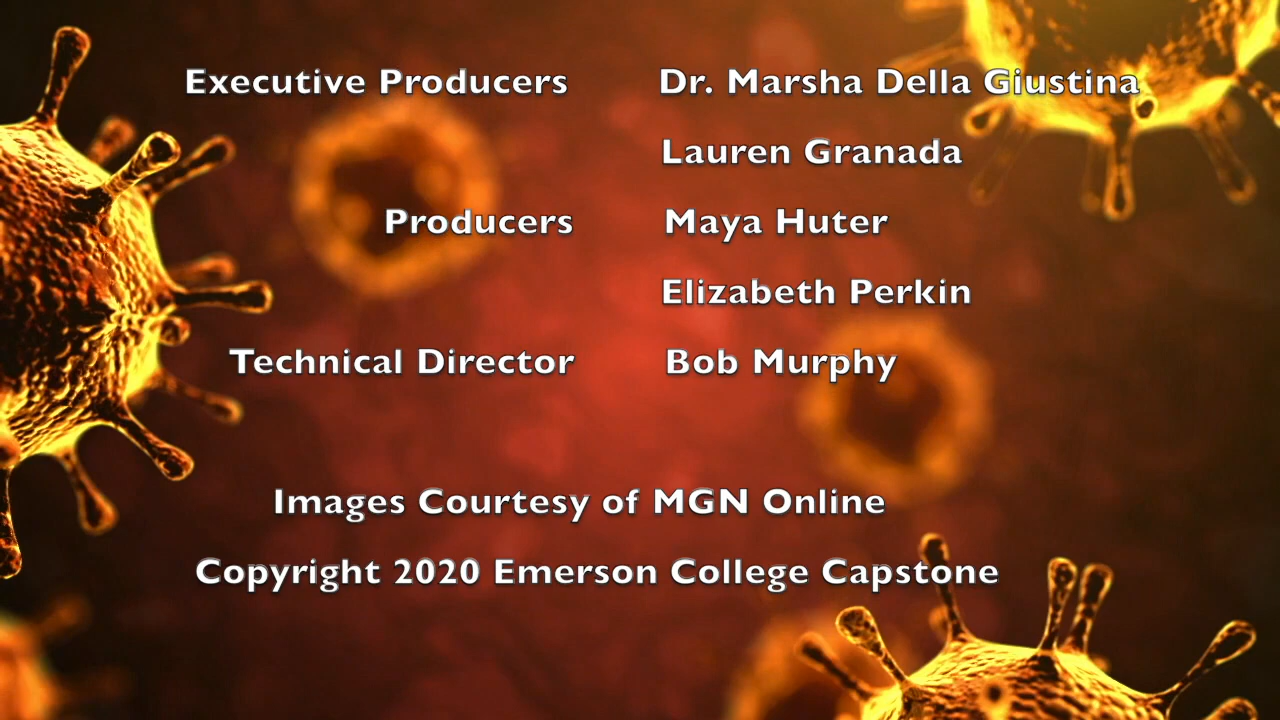 Executive Producers Dr. Marsha Della Giustina
Lauren Granada
Producers Maya Huter
Elizabeth Perkin
Technical Director Bob Murphy
Images Courtesy of MGN Online
Copyright 2020 Emerson College Capstone